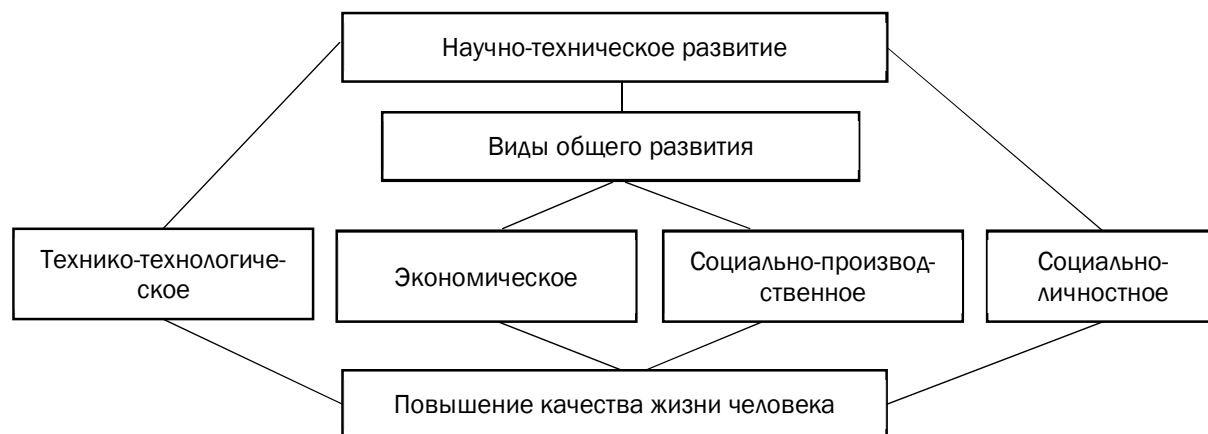 Научно-техническое развитие
Виды общего развития
Технико-технологиче-
ское
Экономическое
Социально-производ-
ственное
Социально-
личностное
Повышение качества жизни человека